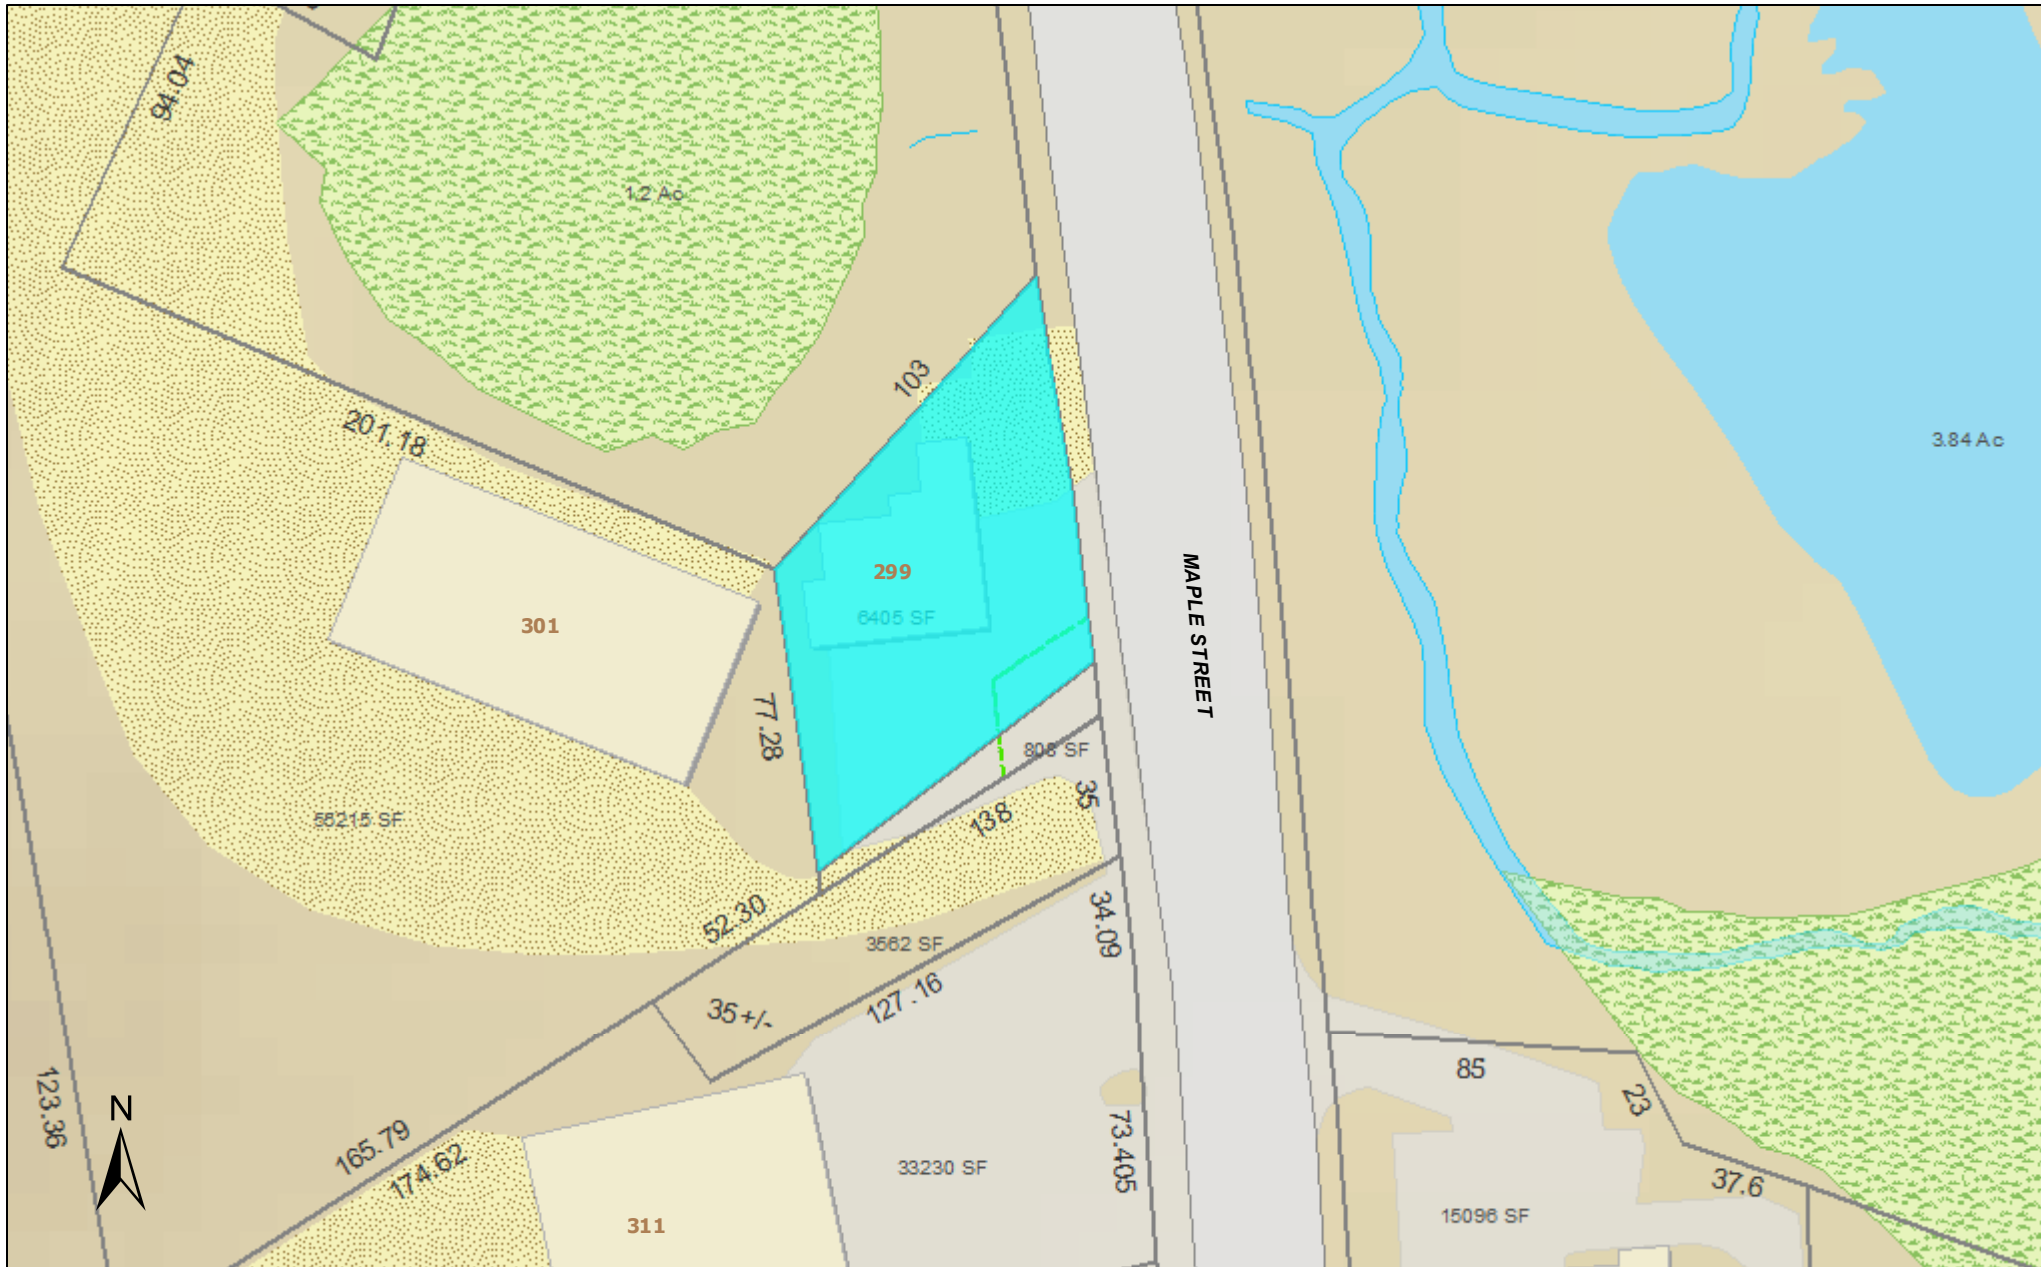 94.04
1.2 Ac
103
201.18
3.84 Ac
299
6405 SF
301
MAPLE STREET
77.28
808 SF
35
138
56215 SF
52.30
34.09
3562 SF
127.16
35+/-
85
23
123.36
N
165.79
174.62
73.405
33230 SF
37.6
15096 SF
311